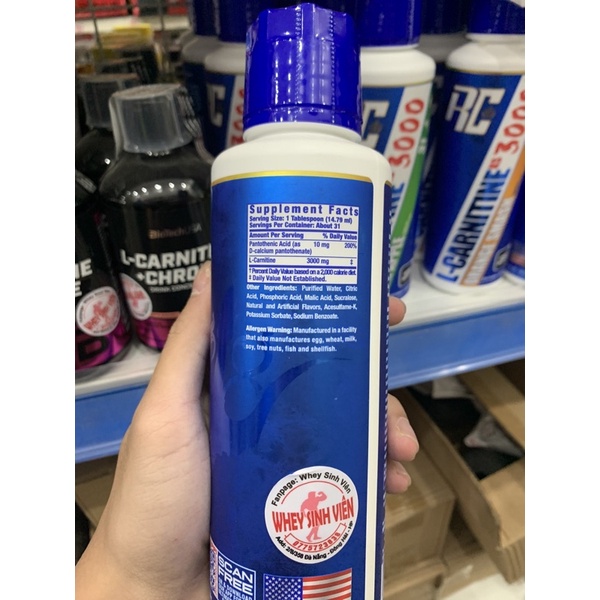 Supplement Facts
Serving Size: 1 Tablespoon (14.79 ml)
Servings Per Container: About 31
Amount Per Serving % Daily Value
Pantothenic Acid (as 10 mg 200%
D-calcium pantothenate)
L-Carnitine 3000 mg ‡
† Percent Daily Value based on a 2,000 calorie diet.
‡ Daily Value Not Established.
Other Ingredients: Purified Water, Citric
Acid, Phosphoric Acid, Malic Acid, Sucralose,
Natural and Artificial Flavors, Acesulfame-K,
Potassium Sorbate, Sodium Benzoate.
Allergen Warning: Manufactured in a facility
that also manufactures egg, wheat, milk,
soy, tree nuts, fish and shellfish.
Fanpage: Whey Sinh Viên
WHEY SINH VIÊN
SCAN
FREE
BioTechUSA
L-CARNITI
+CHRO
RC
3000
RC
L-CARNITINE XS 3000